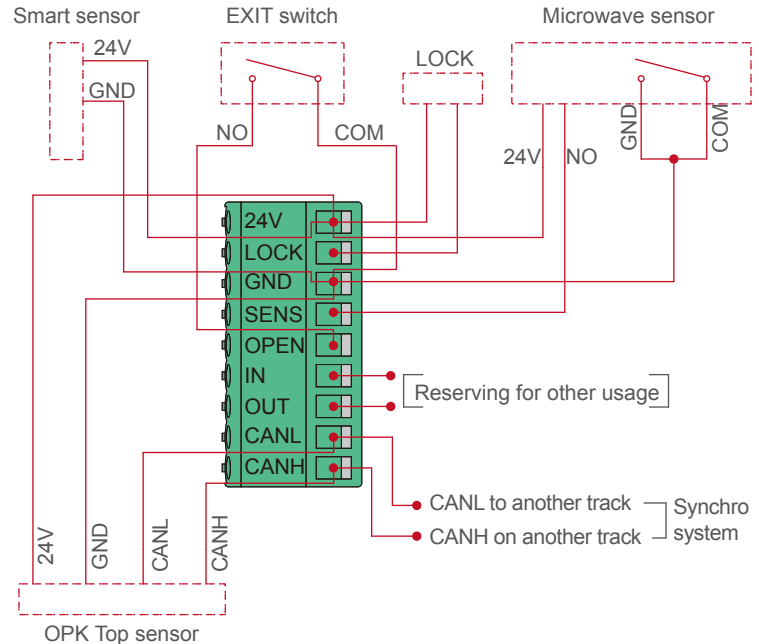 Smart sensor
EXIT switch
Microwave sensor
24V
GND
LOCK
NO
COM
24V
NO
GND
COM
24V
LOCK
GND
SENS
OPEN
IN
OUT
CANL
CANH
Reserving for other usage
CANL to another track
CANH on another track
Synchro
system
24V
GND
CANL
CANH
OPK Top sensor